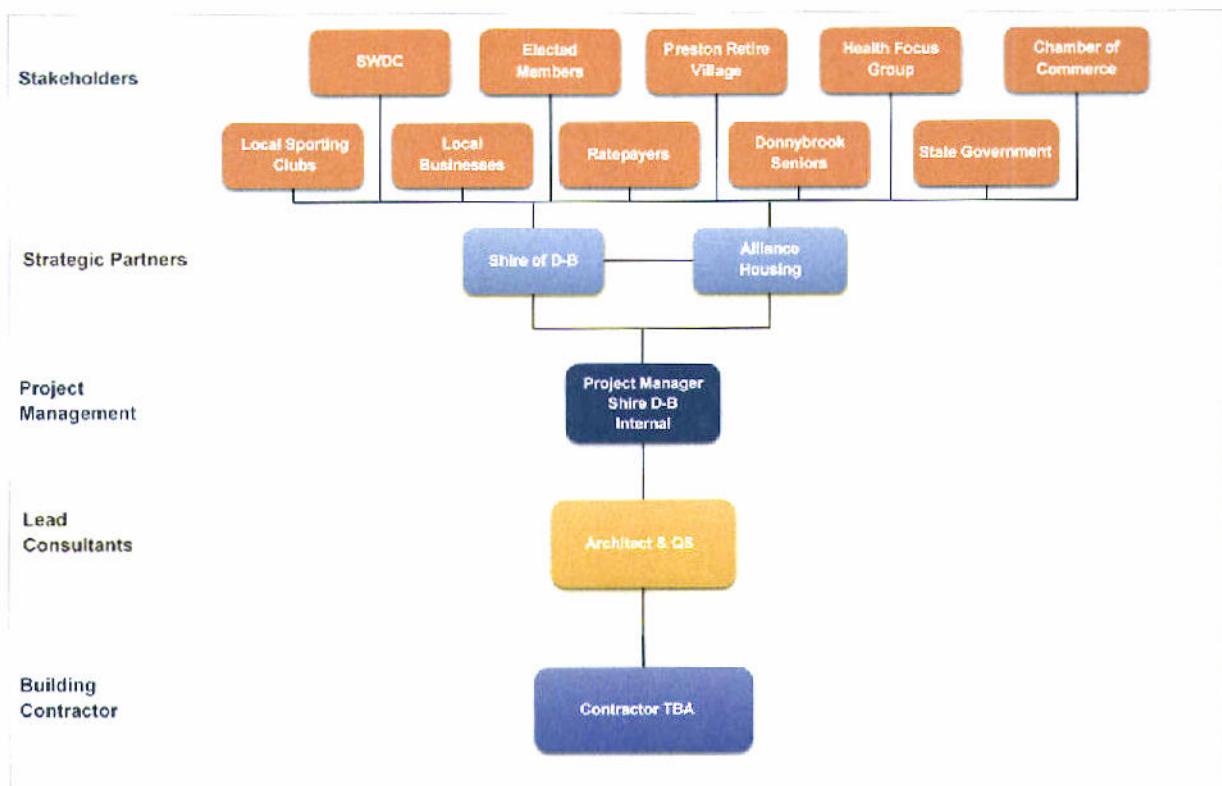 Stakeholders
SWDC
Elected
Members
Preston Retire
Village
Health Focus
Group
Chamber of
Commerce
Local Sporting
Clubs
Local
Businesses
Ratepayers
Donnybrook
Seniors
State Government
Strategic Partners
Shire of D-B
Alliance
Housing
Project
Management
Project Manager
Shire D-B
Internal
Lead
Consultants
Architect & QS
Building
Contractor
Contractor TBA